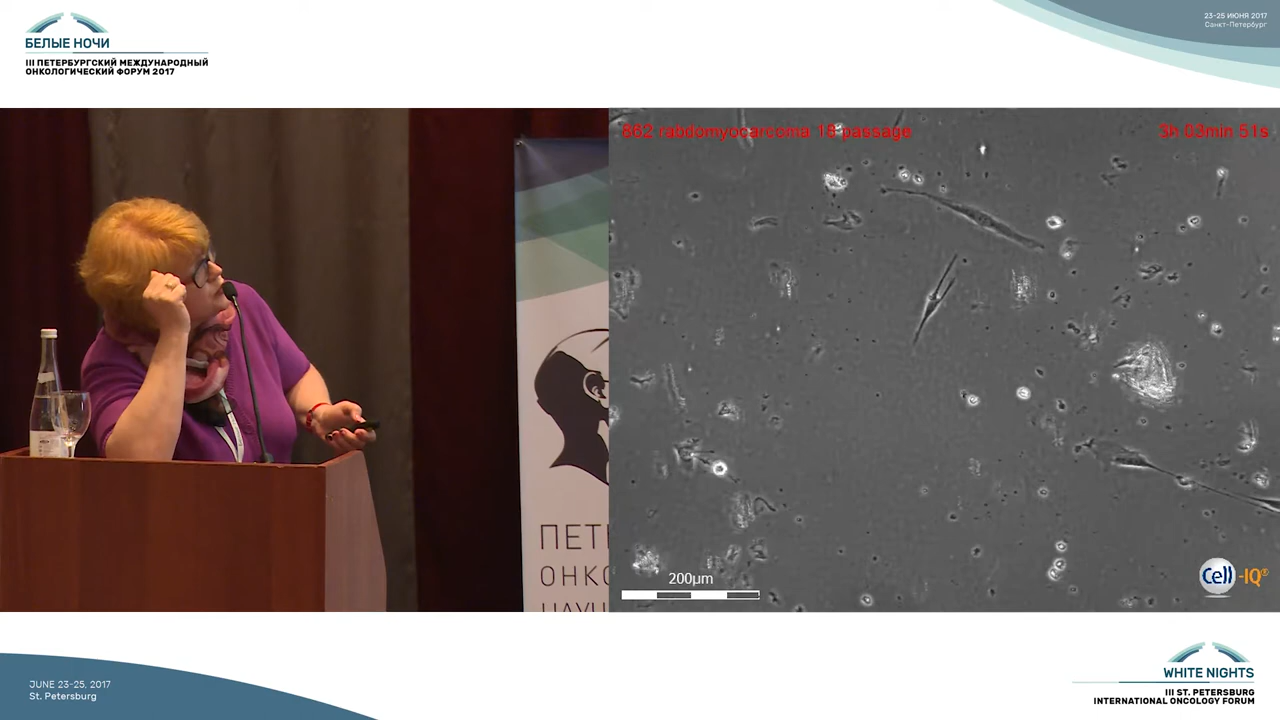 БЕЛЫЕ НОЧИ
III ПЕТЕРБУРГСКИЙ МЕЖДУНАРОДНЫЙ
ОНКОЛОГИЧЕСКИЙ ФОРУМ 2017
23-25 ИЮНЯ 2017
Санкт-Петербург
862 rabdomyocarcoma 18 passage
3h 03min 51s
ПЕТ
ОНКО
НАУЧ
200µm
Cell-IQ®
JUNE 23-25, 2017
St. Petersburg
WHITE NIGHTS
III ST. PETERSBURG
INTERNATIONAL ONCOLOGY FORUM